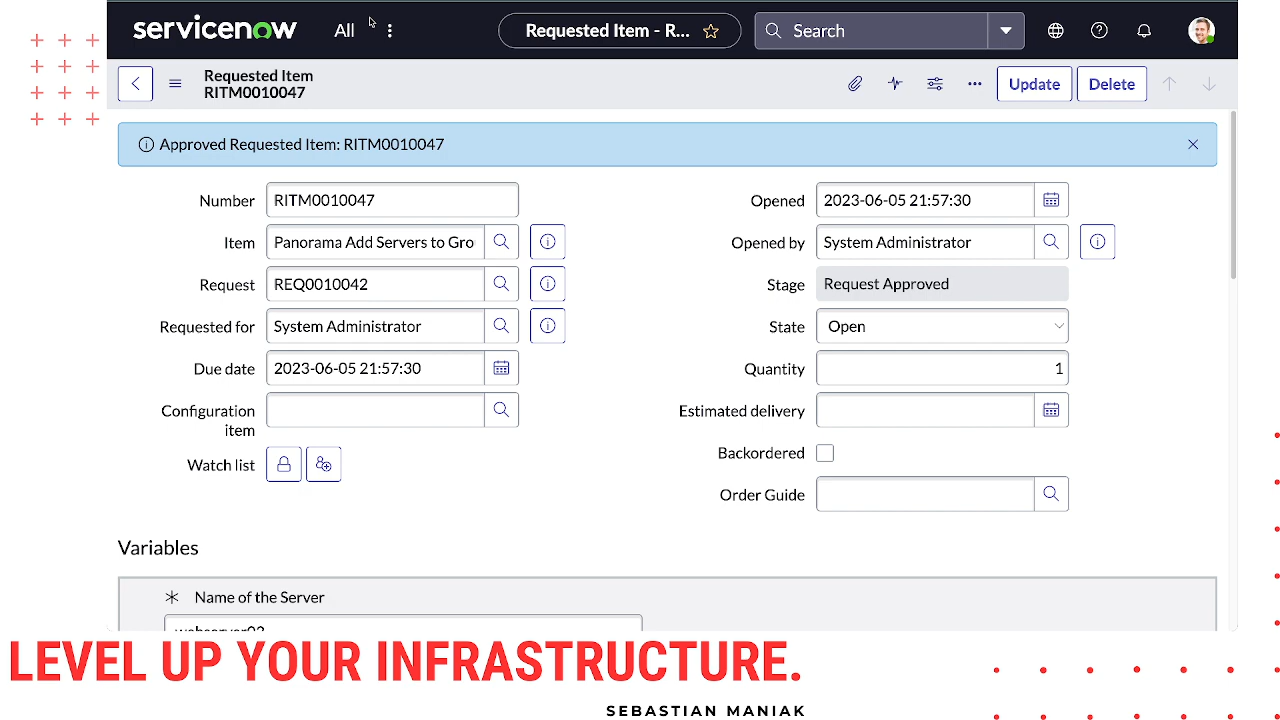 servicenow
All
Requested Item - R...
Search
Requested Item
RITM0010047
Update
Delete
Approved Requested Item: RITM0010047
Number
RITM0010047
Opened
2023-06-05 21:57:30
Item
Panorama Add Servers to Gro
Opened by
System Administrator
Request
REQ0010042
Stage
Request Approved
Requested for
System Administrator
State
Open
Due date
2023-06-05 21:57:30
Quantity
1
Configuration
item
Estimated delivery
Watch list
Backordered
Order Guide
Variables
Name of the Server
LEVEL UP YOUR INFRASTRUCTURE.
SEBASTIAN MANIAK